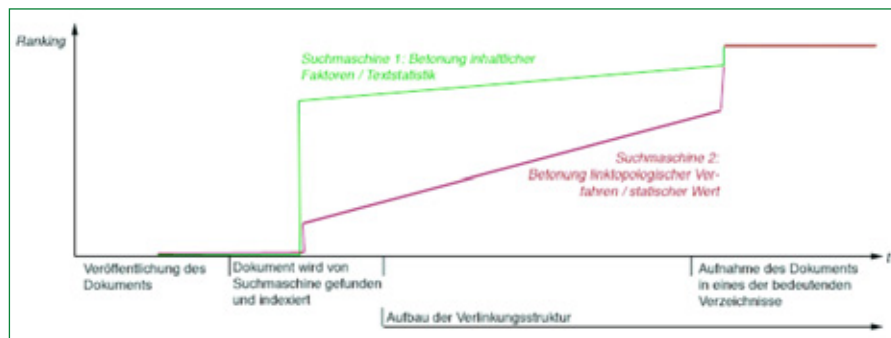 Ranking
Suchmaschine 1: Betonung inhaltlicher
Faktoren / Textstatistik
Suchmaschine 2:
Betonung linktopologischer Ver-
fahren / statischer Wert
t
Veröffentlichung des
Dokuments
Dokument wird von
Suchmaschine gefunden
und indexiert
Aufnahme des Dokuments
in eines der bedeutenden
Verzeichnisse
Aufbau der Verlinkungsstruktur